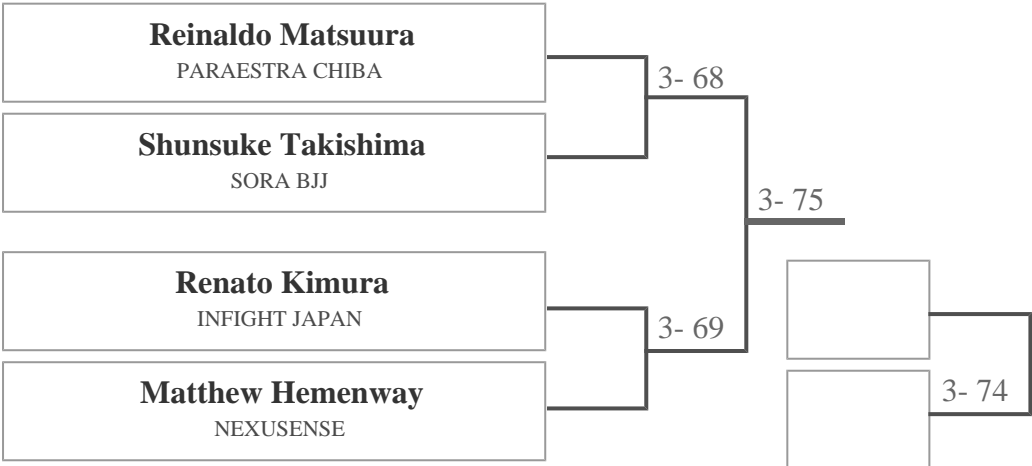 Reinaldo Matsuura
PARAESTRA CHIBA
3- 68
Shunsuke Takishima
SORA BJJ
3- 75
Renato Kimura
INFIGHT JAPAN
3- 69
Matthew Hemenway
NEXUSENSE
3- 74